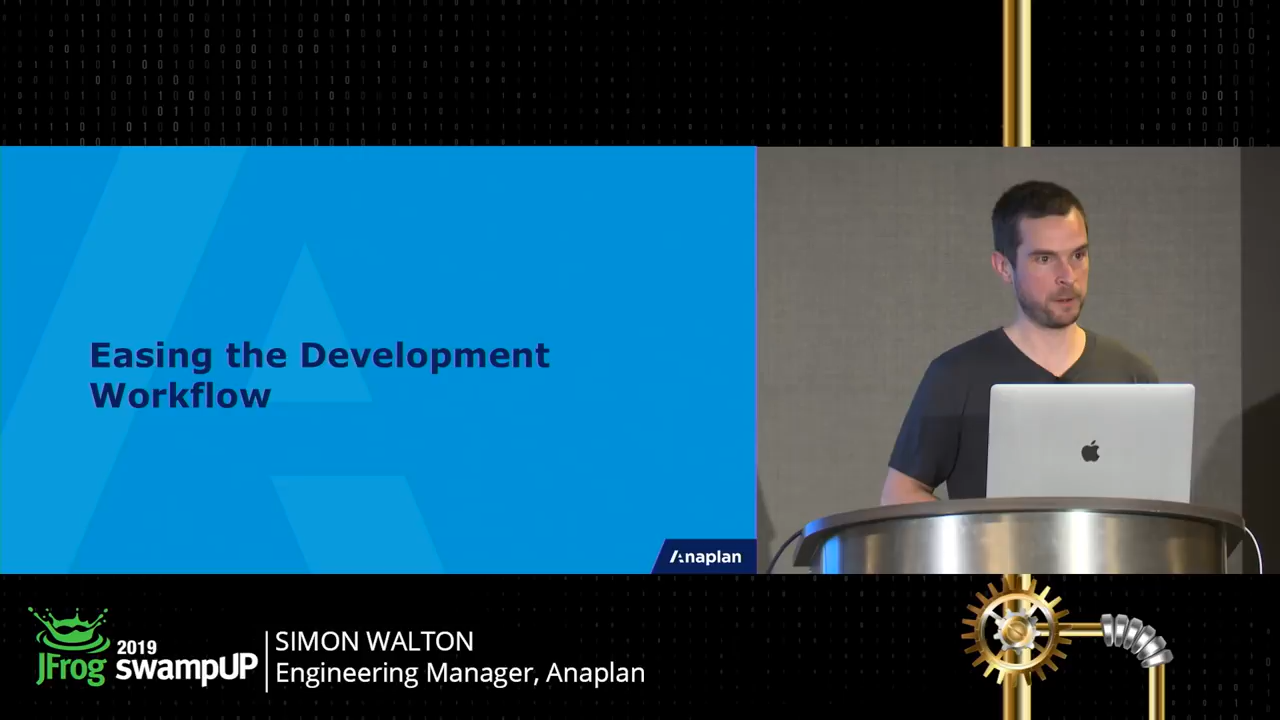 Easing the Development
Workflow
Anaplan
2019
JFrog swampUP
SIMON WALTON
Engineering Manager, Anaplan